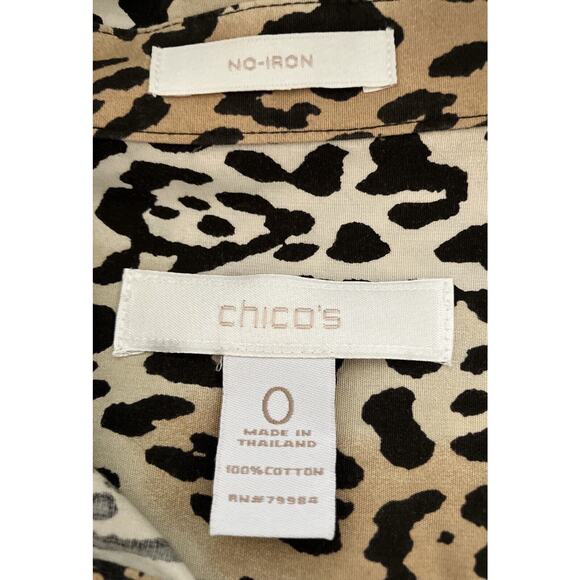 NO-IRON
chico's
0
MADE IN
THAILAND
100% COTTON
RN# 79984